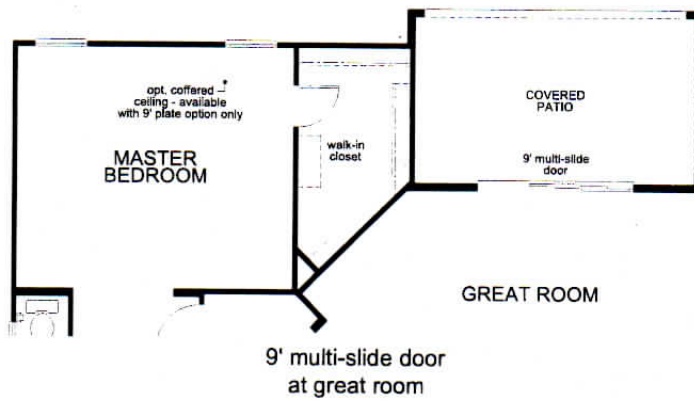 opt. coffered
ceiling - available
with 9' plate option only
MASTER
BEDROOM
walk-in
closet
COVERED
PATIO
9' multi-slide
door
GREAT ROOM
9' multi-slide door
at great room